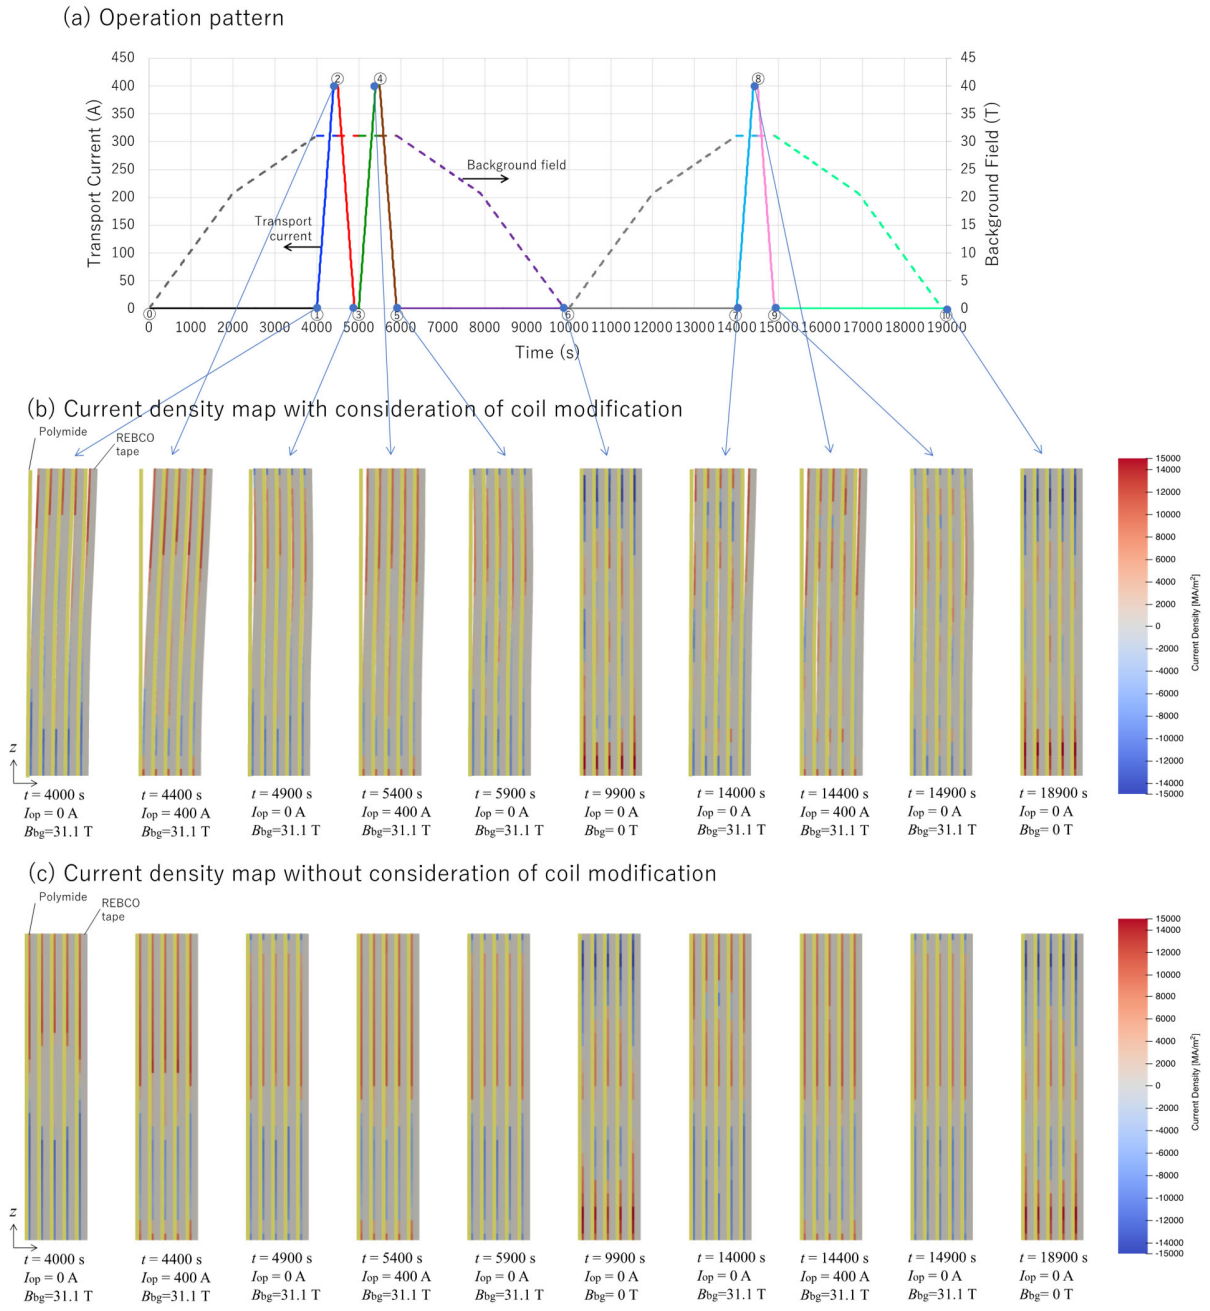 (a) Operation pattern
450
400
350
300
250
200
150
100
50
0
Transport Current (A)
45
40
35
30
25
20
15
10
5
0
Background Field (T)
② ④ ⑧
Background field
Transport
current
⓪ ① ③ ⑤ ⑥ ⑦ ⑨ ⑩
1000 2000 3000 4000 5000 6000 7000 8000 9000 10000 11000 12000 13000 14000 15000 16000 17000 18000 19000
Time (s)
(b) Current density map with consideration of coil modification
Polymide
REBCO
tape
z
t = 4000 s
Iop = 0 A
Bbg=31.1 T
t = 4400 s
Iop = 400 A
Bbg=31.1 T
t = 4900 s
Iop = 0 A
Bbg=31.1 T
t = 5400 s
Iop = 400 A
Bbg=31.1 T
t = 5900 s
Iop = 0 A
Bbg=31.1 T
t = 9900 s
Iop = 0 A
Bbg= 0 T
t = 14000 s
Iop = 0 A
Bbg=31.1 T
t = 14400 s
Iop = 400 A
Bbg=31.1 T
t = 14900 s
Iop = 0 A
Bbg=31.1 T
t = 18900 s
Iop = 0 A
Bbg= 0 T
15000
14000
12000
10000
8000
6000
4000
2000
0
-2000
-4000
-6000
-8000
-10000
-12000
-14000
-15000
Current Density [MA/m²]
(c) Current density map without consideration of coil modification
Polymide
REBCO
tape
z
t = 4000 s
Iop = 0 A
Bbg=31.1 T
t = 4400 s
Iop = 400 A
Bbg=31.1 T
t = 4900 s
Iop = 0 A
Bbg=31.1 T
t = 5400 s
Iop = 400 A
Bbg=31.1 T
t = 5900 s
Iop = 0 A
Bbg=31.1 T
t = 9900 s
Iop = 0 A
Bbg= 0 T
t = 14000 s
Iop = 0 A
Bbg=31.1 T
t = 14400 s
Iop = 400 A
Bbg=31.1 T
t = 14900 s
Iop = 0 A
Bbg=31.1 T
t = 18900 s
Iop = 0 A
Bbg= 0 T
15000
14000
12000
10000
8000
6000
4000
2000
0
-2000
-4000
-6000
-8000
-10000
-12000
-14000
-15000
Current Density [MA/m²]